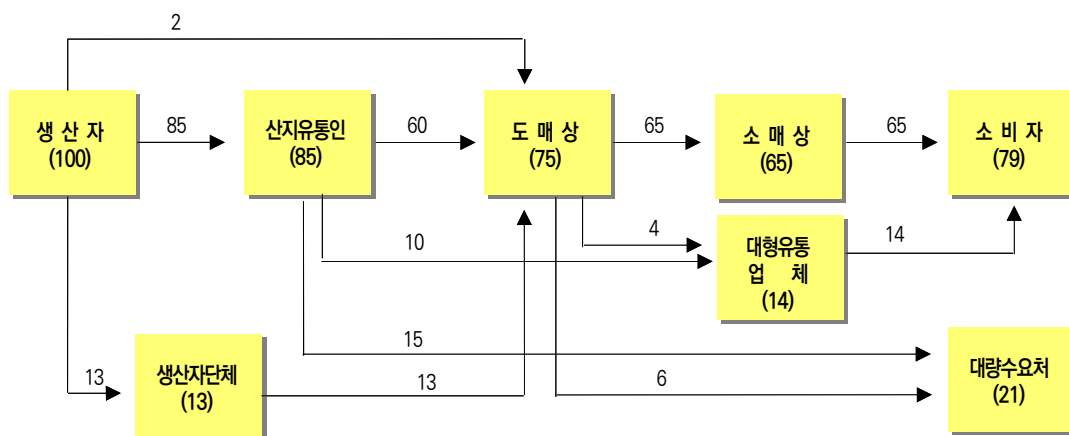 2
생 산 자
(100)
85
산지유통인
(85)
60
도 매 상
(75)
65
소 매 상
(65)
65
소 비 자
(79)
10
4
대형유통
업 체
(14)
14
13
생산자단체
(13)
13
15
6
대량수요처
(21)